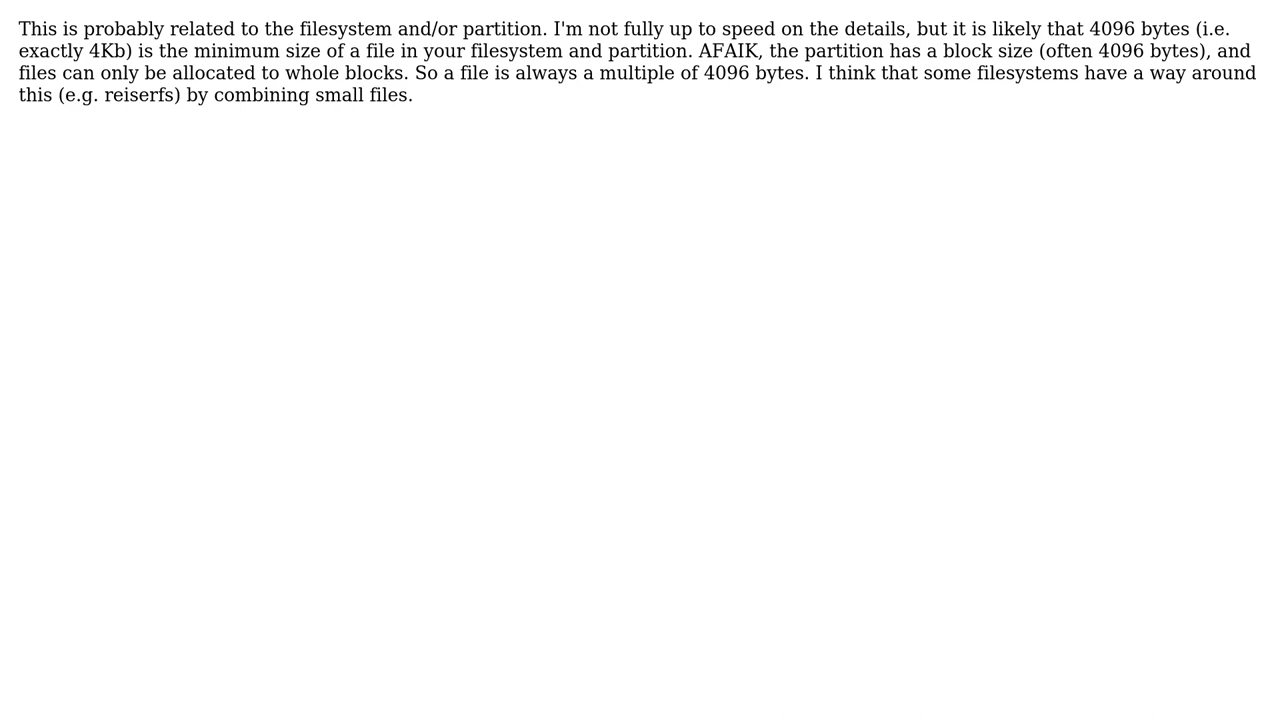 This is probably related to the filesystem and/or partition. I'm not fully up to speed on the details, but it is likely that 4096 bytes (i.e.
exactly 4Kb) is the minimum size of a file in your filesystem and partition. AFAIK, the partition has a block size (often 4096 bytes), and
files can only be allocated to whole blocks. So a file is always a multiple of 4096 bytes. I think that some filesystems have a way around
this (e.g. reiserfs) by combining small files.